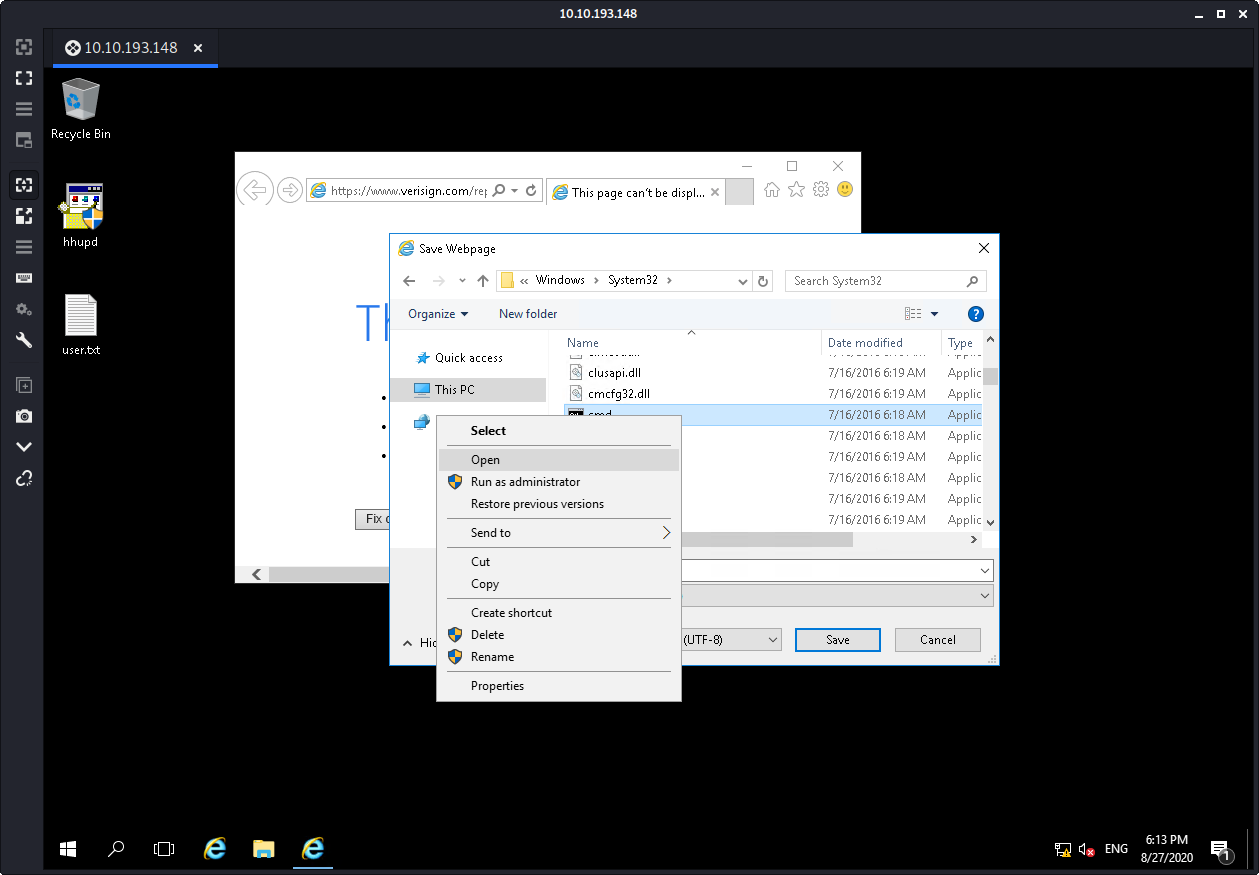 10.10.193.148
10.10.193.148
Recycle Bin
hhupd
user.txt
https://www.verisign.com/rep
This page can't be displ...
Th
Fix c
Save Webpage
« Windows › System32 ›
Search System32
Organize
New folder
Name
Date modified
Type
Quick access
This PC
clusapi.dll 7/16/2016 6:19 AM Applic
cmcfg32.dll 7/16/2016 6:19 AM Applic
cmd 7/16/2016 6:18 AM Applic
7/16/2016 6:18 AM Applic
7/16/2016 6:19 AM Applic
7/16/2016 6:18 AM Applic
7/16/2016 6:19 AM Applic
7/16/2016 6:19 AM Applic
Select
Open
Run as administrator
Restore previous versions
Send to
Cut
Copy
Create shortcut
Delete
Rename
Properties
Hid
(UTF-8)
Save
Cancel
ENG
6:13 PM
8/27/2020
1